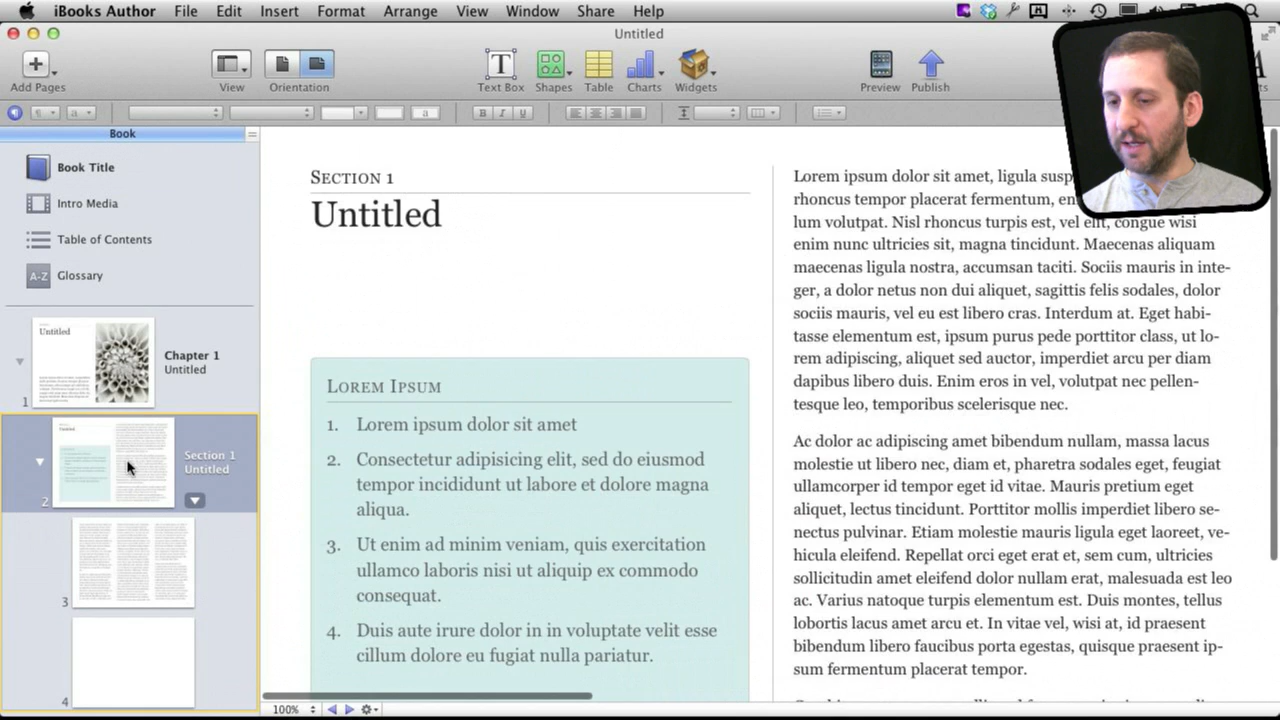 iBooks Author File Edit Insert Format Arrange View Window Share Help
Untitled
Add Pages View Orientation Text Box Shapes Table Charts Widgets Preview Publish
Book
Book Title
Intro Media
Table of Contents
A-Z Glossary
Untitled
Chapter 1
Untitled
1
Section 1
Untitled
2
3
4
SECTION 1
Untitled
LOREM IPSUM
1. Lorem ipsum dolor sit amet
2. Consectetur adipisicing elit, sed do eiusmod
tempor incididunt ut labore et dolore magna
aliqua.
3. Ut enim ad minim veniam, quis exercitation
ullamco laboris nisi ut aliquip ex commodo
consequat.
4. Duis aute irure dolor in in voluptate velit esse
cillum dolore eu fugiat nulla pariatur.
Lorem ipsum dolor sit amet, ligula susp
rhoncus tempor placerat fermentum, en
lum volutpat. Nisl rhoncus turpis est, vel elit, congue wisi
enim nunc ultricies sit, magna tincidunt. Maecenas aliquam
maecenas ligula nostra, accumsan taciti. Sociis mauris in inte-
ger, a dolor netus non dui aliquet, sagittis felis sodales, dolor
sociis mauris, vel eu est libero cras. Interdum at. Eget habi-
tasse elementum est, ipsum purus pede porttitor class, ut lo-
rem adipiscing, aliquet sed auctor, imperdiet arcu per diam
dapibus libero duis. Enim eros in vel, volutpat nec pellen-
tesque leo, temporibus scelerisque nec.
Ac dolor ac adipiscing amet bibendum nullam, massa lacus
molestie ut libero nec, diam et, pharetra sodales eget, feugiat
ullamcorper id tempor eget id vitae. Mauris pretium eget
aliquet, lectus tincidunt. Porttitor mollis imperdiet libero se-
nectus pulvinar. Etiam molestie mauris ligula eget laoreet, ve-
hicula eleifend. Repellat orci eget erat et, sem cum, ultricies
sollicitudin amet eleifend dolor nullam erat, malesuada est leo
ac. Varius natoque turpis elementum est. Duis montes, tellus
lobortis lacus amet arcu et. In vitae vel, wisi at, id praesent
bibendum libero faucibus porta egestas, quisque praesent ip-
sum fermentum placerat tempor.
100%